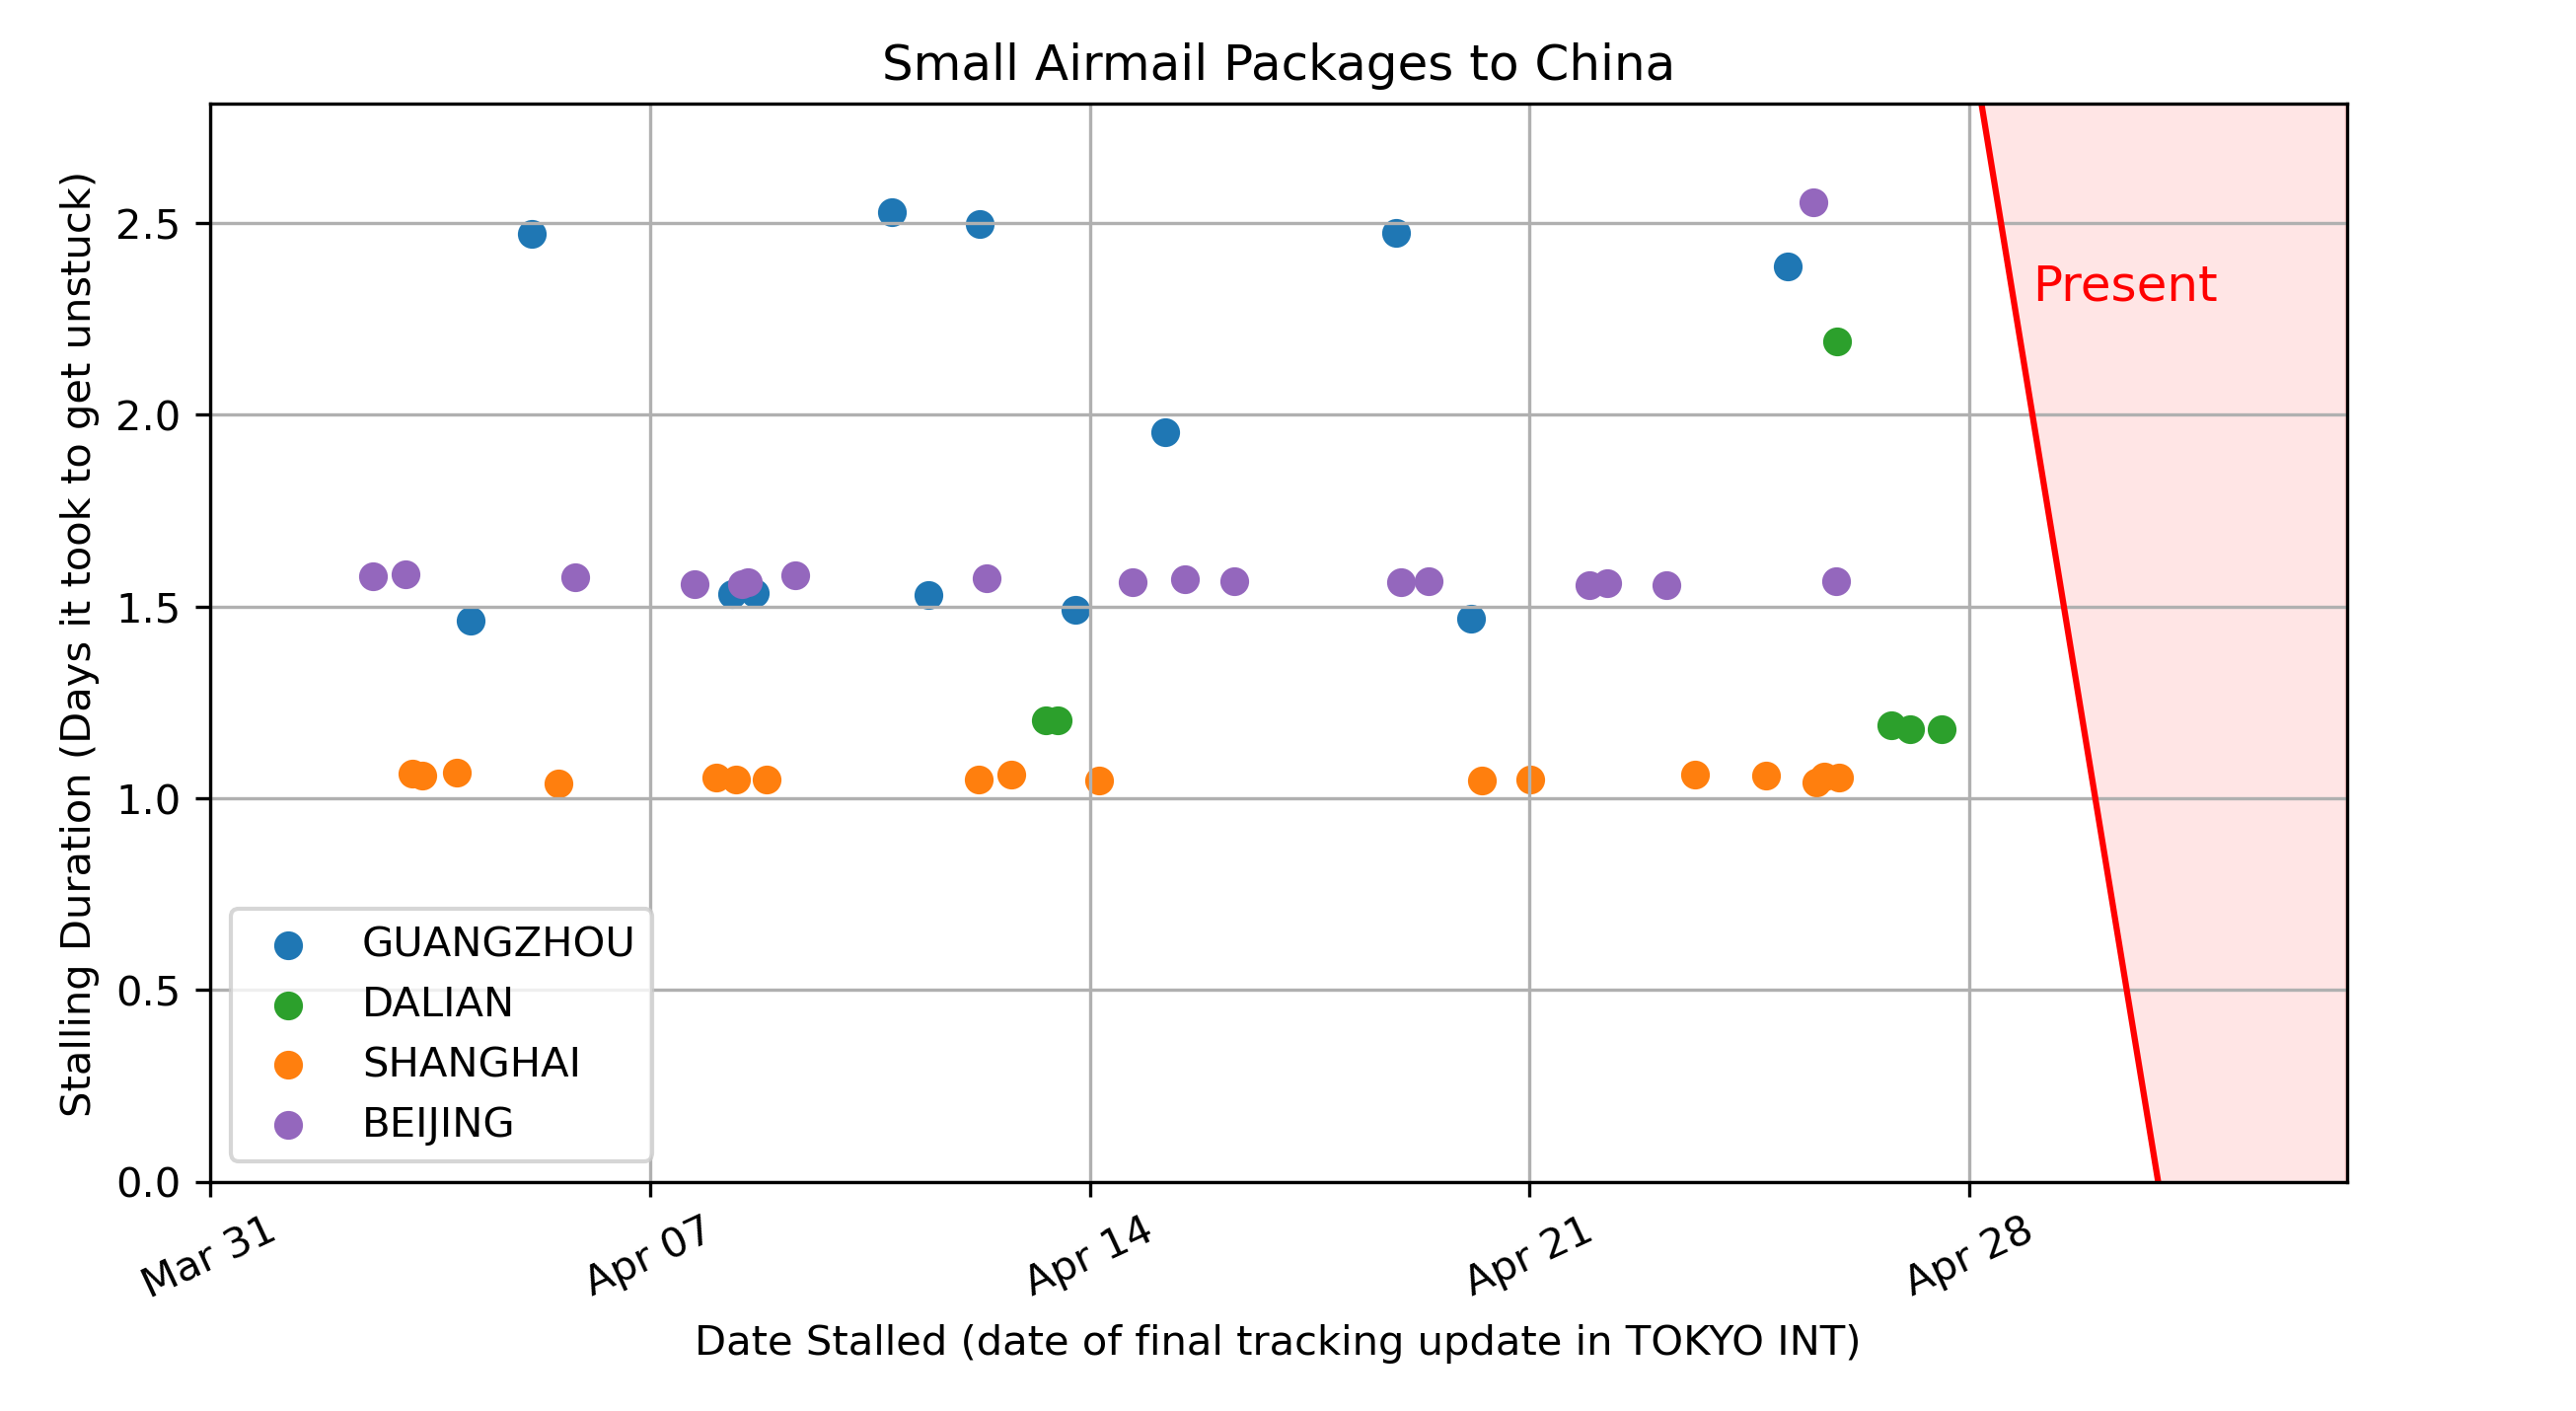 Small Airmail Packages to China
Stalling Duration (Days it took to get unstuck)
2.5
2.0
1.5
1.0
0.5
0.0
Present
GUANGZHOU
DALIAN
SHANGHAI
BEIJING
Mar 31
Apr 07
Apr 14
Apr 21
Apr 28
Date Stalled (date of final tracking update in TOKYO INT)